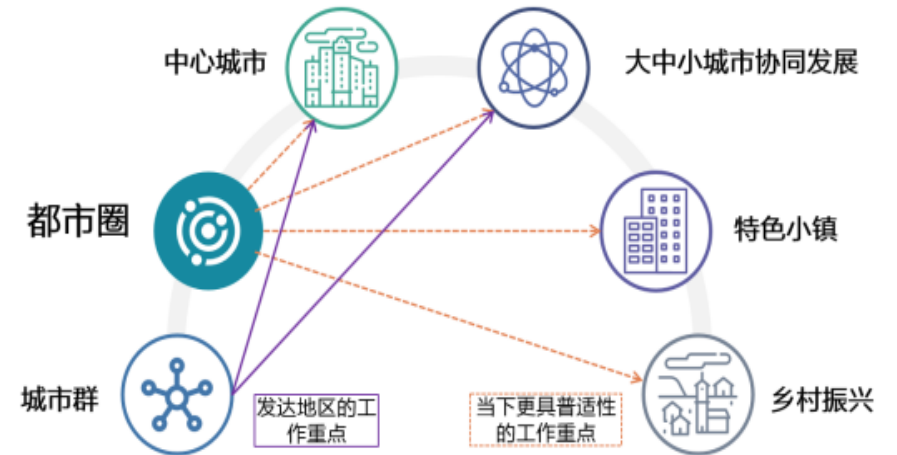 中心城市
大中小城市协同发展
都市圈
特色小镇
城市群
发达地区的工
作重点
当下更具普适性
的工作重点
乡村振兴